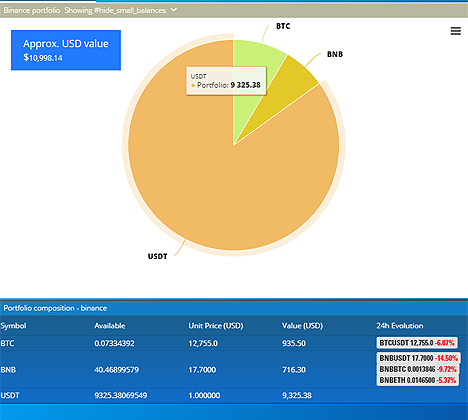 Binance portfolio Showing #hide_small_balances
Approx. USD value
$10,998.14
BTC
BNB
USDT
Portfolio: 9 325.38
USDT
Portfolio composition - binance
Symbol Available Unit Price (USD) Value (USD) 24h Evolution
BTC 0.07334392 12,755.0 935.50 BTCUSDT 12,755.0 -6.07%
BNB 40.46899579 17.7000 716.30 BNBUSDT 17.7000 -14.50%
BNBBTC 0.0013846 -9.72%
BNBETH 0.0146500 -5.37%
USDT 9325.38069549 1.000000 9,325.38